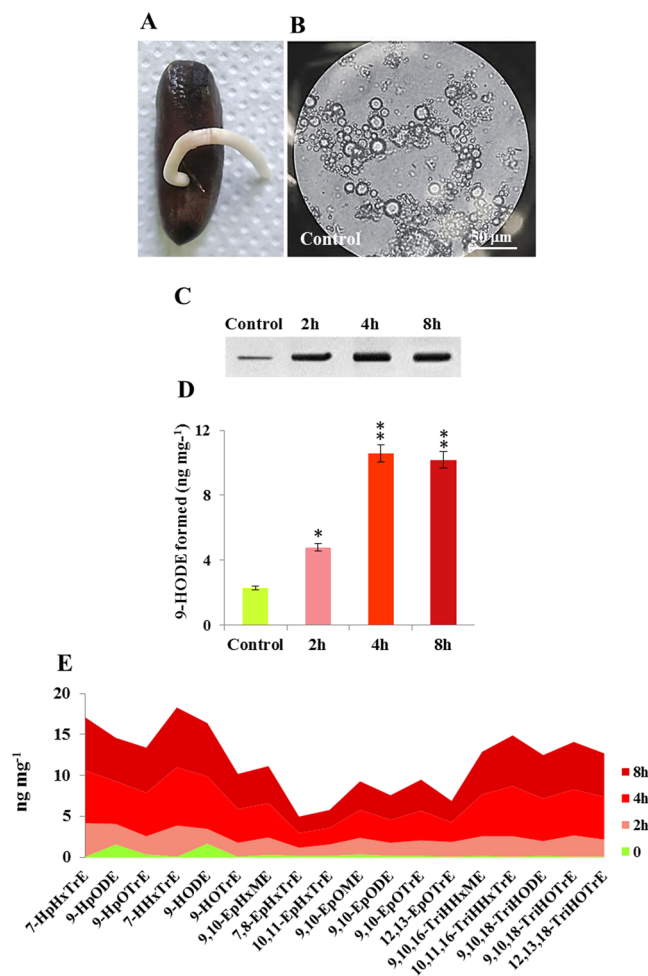 A
B
Control
50 μm
C
Control 2h 4h 8h
D
9-HODE formed (ng mg-1)
12
8
4
0
*
**
**
Control 2h 4h 8h
E
ng mg-1
20
15
10
5
0
8h
4h
2h
0
7-HpHxTrE
9-HpODE
9-HpOTrE
7-HHxTrE
9-HODE
9-HOTrE
9,10-EpHxME
7,8-EpHxTrE
10,11-EpHxTrE
9,10-EpOME
9,10-EpODE
9,10-EpOTrE
12,13-EpOTrE
9,10,16-TriHHxME
10,11,16-TriHHxTrE
9,10,18-TriHODE
9,10,18-TriHOTrE
12,13,18-TriHOTrE